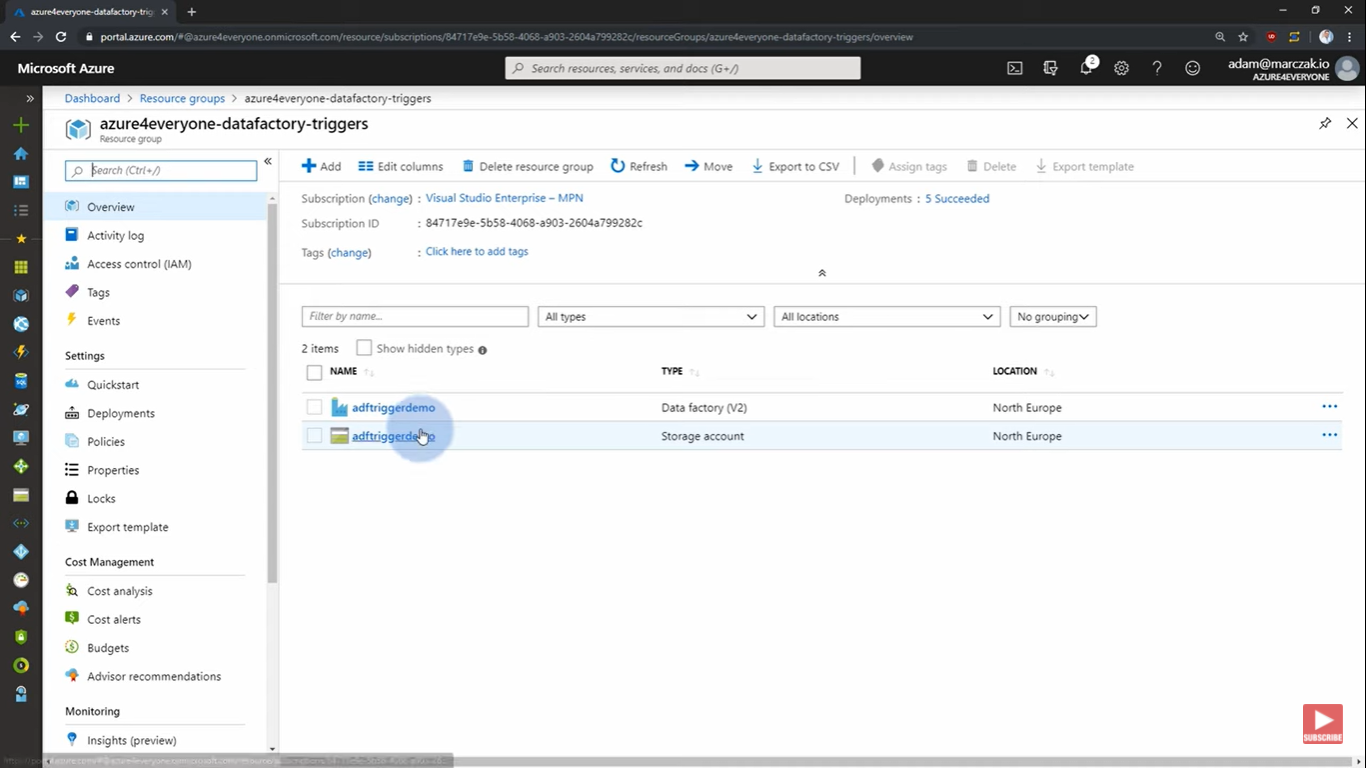 azure4everyone-datafactory-trig
portal.azure.com/#@azure4everyone.onmicrosoft.com/resource/subscriptions/84717e9e-5b58-4068-a903-2604a799282c/resourceGroups/azure4everyone-datafactory-triggers/overview
Microsoft Azure
Search resources, services, and docs (G+/)
2
adam@marczak.io
AZURE4EVERYONE
Dashboard > Resource groups > azure4everyone-datafactory-triggers
azure4everyone-datafactory-triggers
Resource group
Search (Ctrl+/)
Add Edit columns Delete resource group Refresh Move Export to CSV Assign tags Delete Export template
Subscription (change) : Visual Studio Enterprise – MPN Deployments : 5 Succeeded
Subscription ID : 84717e9e-5b58-4068-a903-2604a799282c
Tags (change) : Click here to add tags
Overview
Activity log
Access control (IAM)
Tags
Events
Settings
Quickstart
Deployments
Policies
Properties
Locks
Export template
Cost Management
Cost analysis
Cost alerts
Budgets
Advisor recommendations
Monitoring
Insights (preview)
Filter by name... All types All locations No grouping
2 items Show hidden types
NAME TYPE LOCATION
adftriggerdemo Data factory (V2) North Europe
adftriggerdemo Storage account North Europe
SUBSCRIBE